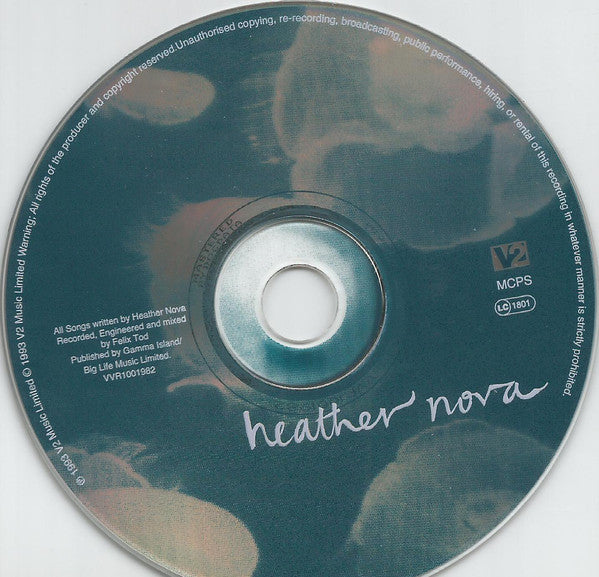 ℗ 1993 V2 Music Limited © 1993 V2 Music Limited Warning; All rights of the producer and copyright reserved.Unauthorised copying, re-recording, broadcasting, public performance, hiring, or rental of this recording in whatever manner is strictly prohibited.
V2
MCPS
LC 1801
All Songs written by Heather Nova
Recorded, Engineered and mixed
by Felix Tod
Published by Gamma Island/
Big Life Music Limited.
VVR1001982
heather nova